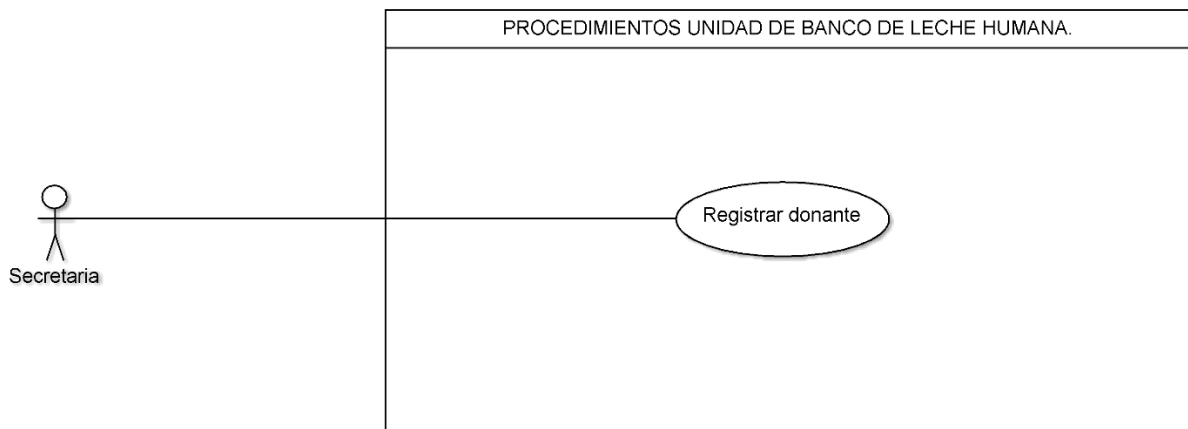 PROCEDIMIENTOS UNIDAD DE BANCO DE LECHE HUMANA.
Registrar donante
Secretaria